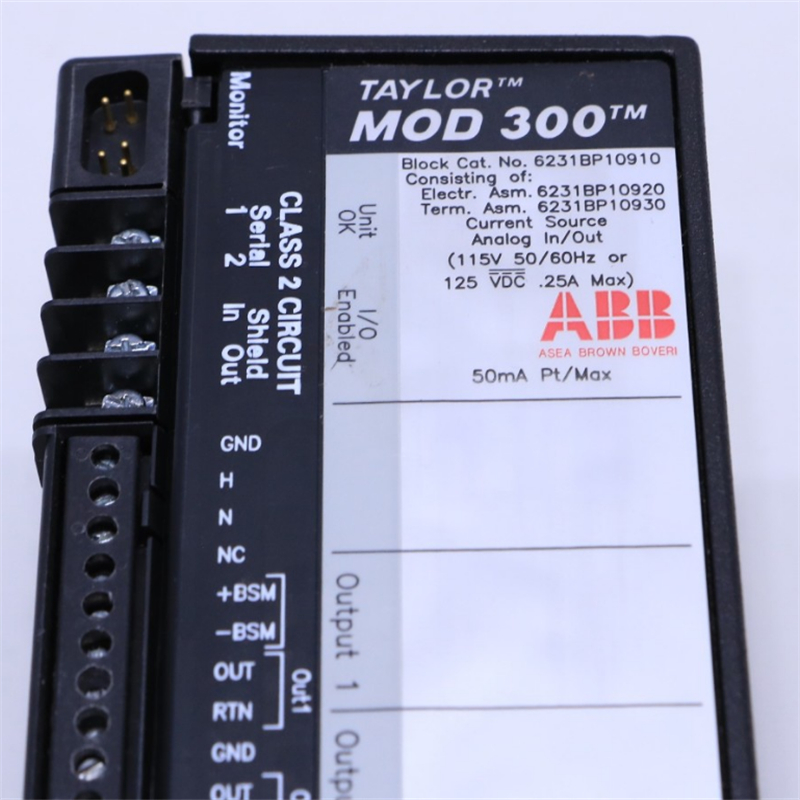 TAYLOR™
MOD 300™
Block Cat. No. 6231BP10910
Consisting of:
Electr. Asm. 6231BP10920
Term. Asm. 6231BP10930
Current Source
Analog In/Out
(115V 50/60Hz or
125 VDC .25A Max)
ABB
ASEA BROWN BOVERI
50mA Pt/Max
Unit
OK
I/O
Enabled
Output 1
Monitor
CLASS 2 CIRCUIT
Serial Shield
1 2 In Out
GND
H
N
NC
+BSM
-BSM
OUT
RTN
Out1
GND
OUT